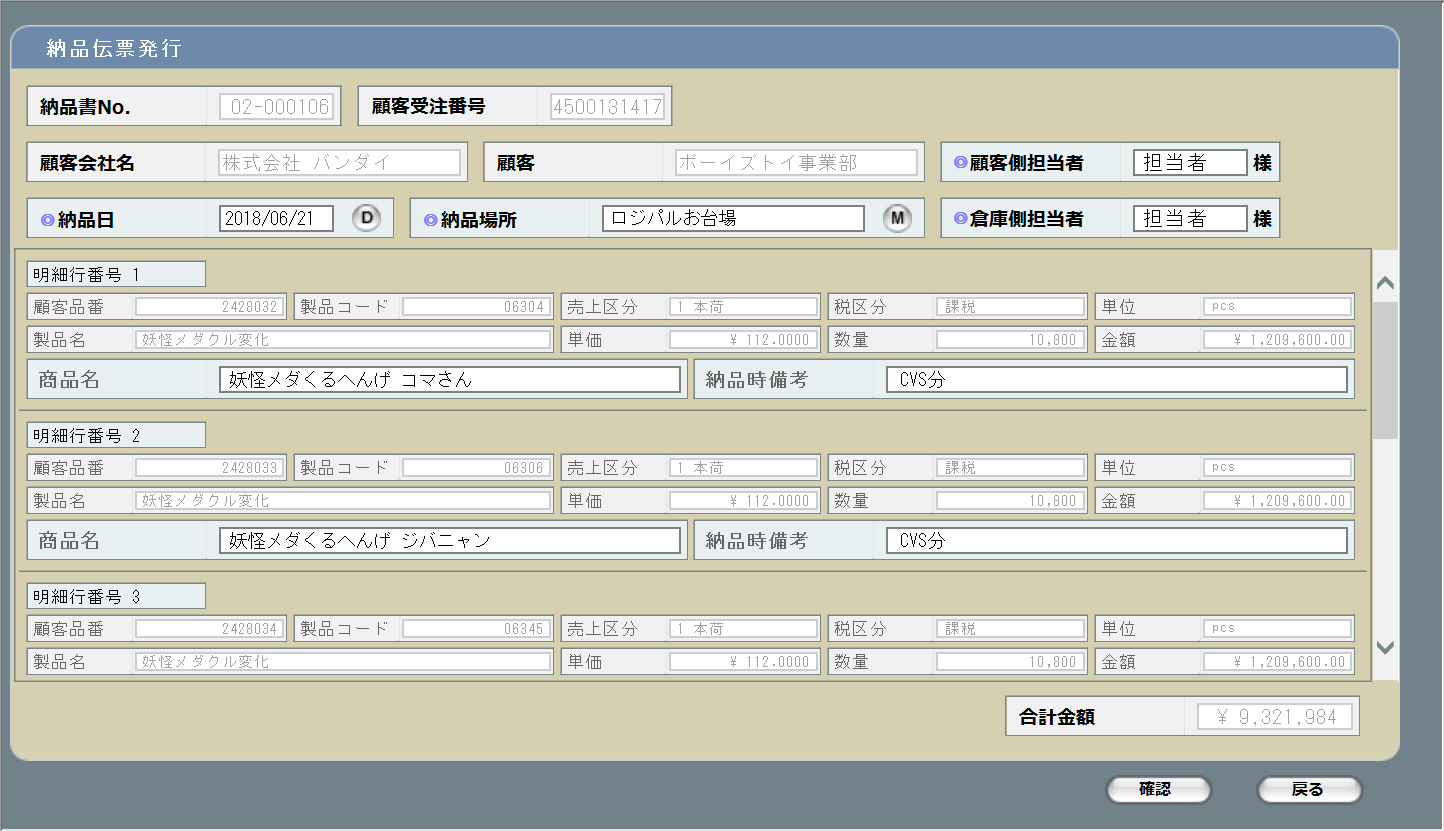 納品伝票発行
納品書No. 02-000106 顧客受注番号 4500131417
顧客会社名 株式会社 バンダイ 顧客 ボーイズトイ事業部 ◎顧客側担当者 担当者 様
◎納品日 2018/06/21 D ◎納品場所 ロジパルお台場 M ◎倉庫側担当者 担当者 様
明細行番号 1
顧客品番 2428032 製品コード 06304 売上区分 1 本荷 税区分 課税 単位 pcs
製品名 妖怪メダクル変化 単価 ¥ 112.0000 数量 10,800 金額 ¥ 1,209,600.00
商品名 妖怪メダくるへんげ コマさん 納品時備考 CVS分
明細行番号 2
顧客品番 2428033 製品コード 06306 売上区分 1 本荷 税区分 課税 単位 pcs
製品名 妖怪メダクル変化 単価 ¥ 112.0000 数量 10,800 金額 ¥ 1,209,600.00
商品名 妖怪メダくるへんげ ジバニャン 納品時備考 CVS分
明細行番号 3
顧客品番 2428034 製品コード 06345 売上区分 1 本荷 税区分 課税 単位 pcs
製品名 妖怪メダクル変化 単価 ¥ 112.0000 数量 10,800 金額 ¥ 1,209,600.00
合計金額 ¥ 9,321,984
確認 戻る